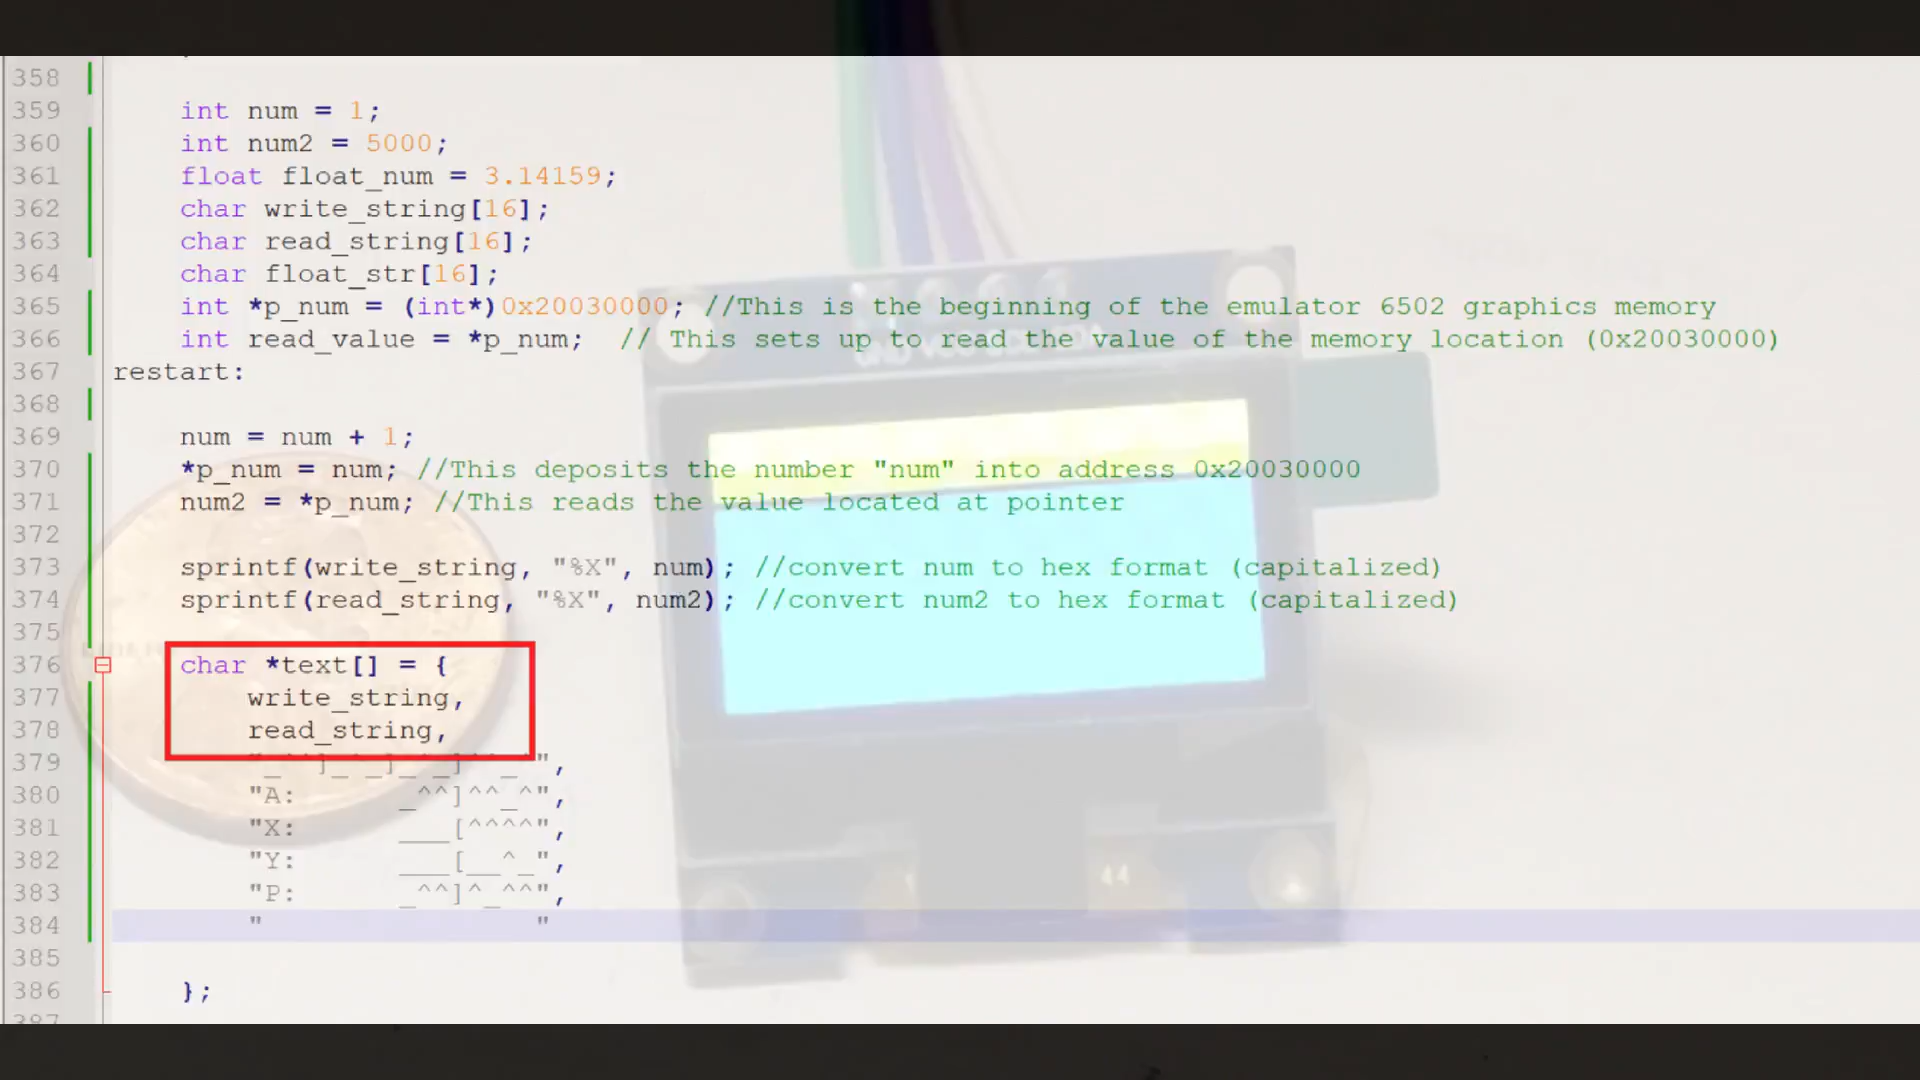 358
359 int num = 1;
360 int num2 = 5000;
361 float float_num = 3.14159;
362 char write_string[16];
363 char read_string[16];
364 char float_str[16];
365 int *p_num = (int*)0x20030000; //This is the beginning of the emulator 6502 graphics memory
366 int read_value = *p_num; // This sets up to read the value of the memory location (0x20030000)
367 restart:
368
369 num = num + 1;
370 *p_num = num; //This deposits the number "num" into address 0x20030000
371 num2 = *p_num; //This reads the value located at pointer
372
373 sprintf(write_string, "%X", num); //convert num to hex format (capitalized)
374 sprintf(read_string, "%X", num2); //convert num2 to hex format (capitalized)
375
376 char *text[] = {
377 write_string,
378 read_string,
379
380 "A: _^^]^^_^",
381 "X: ___[^^^^",
382 "Y: ___[__^_",
383 "P: _^^]^_^^",
384 " "
385
386 };
387
44